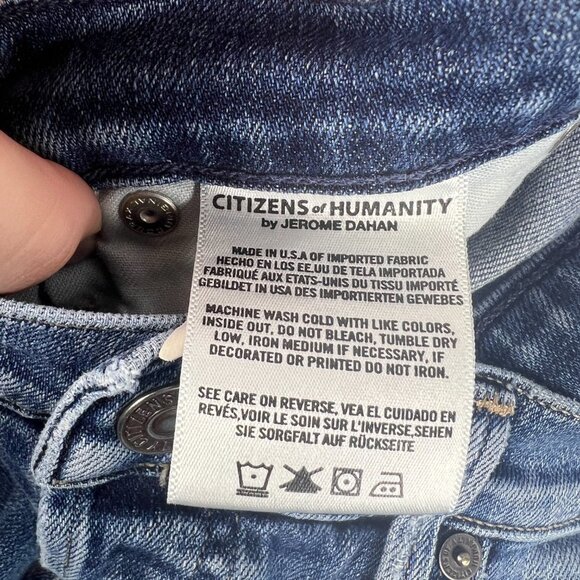 CITIZENS of HUMANITY
by JEROME DAHAN
MADE IN U.S.A OF IMPORTED FABRIC
HECHO EN LOS EE.UU DE TELA IMPORTADA
FABRIQUÉ AUX ETATS-UNIS DU TISSU IMPORTÉ
GEBILDET IN USA DES IMPORTIERTEN GEWEBES
MACHINE WASH COLD WITH LIKE COLORS,
INSIDE OUT, DO NOT BLEACH, TUMBLE DRY
LOW, IRON MEDIUM IF NECESSARY, IF
DECORATED OR PRINTED DO NOT IRON.
SEE CARE ON REVERSE, VEA EL CUIDADO EN
REVÉS,VOIR LE SOIN SUR L'INVERSE,SEHEN
SIE SORGFALT AUF RÜCKSEITE